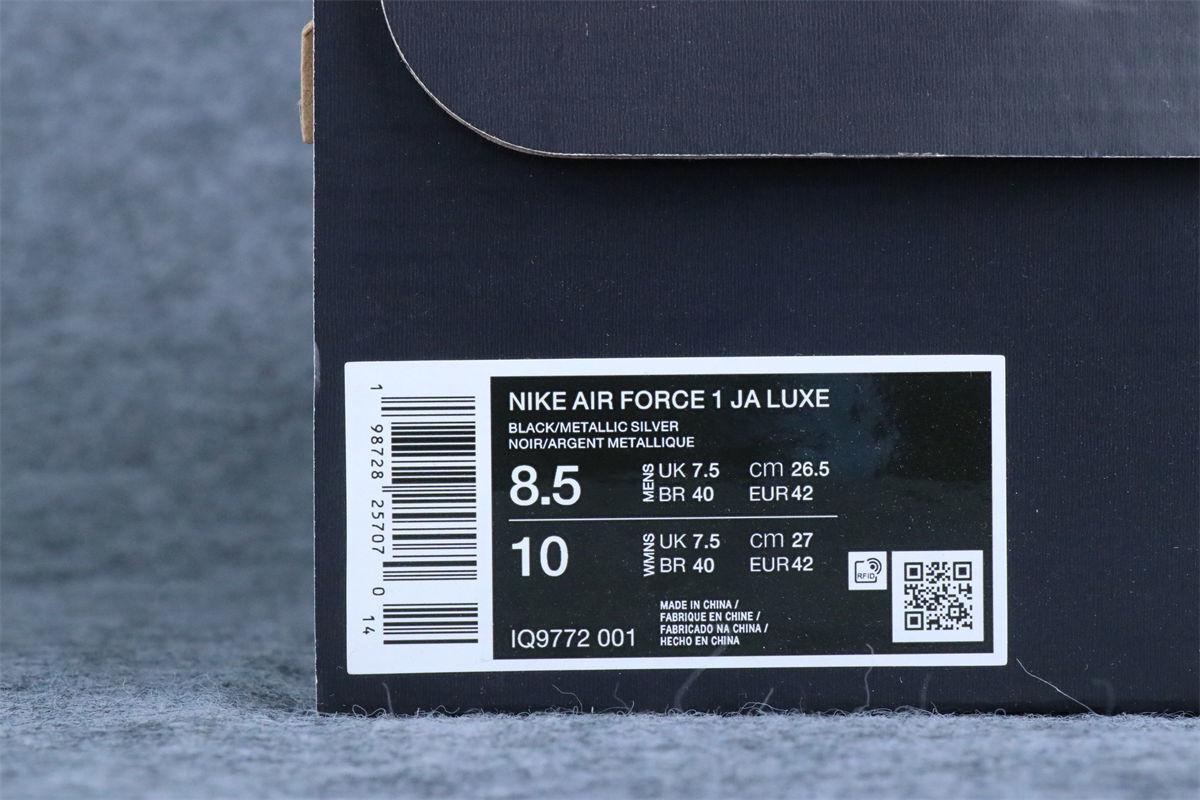 1 98728 25707 0 14
NIKE AIR FORCE 1 JA LUXE
BLACK/METALLIC SILVER
NOIR/ARGENT METALLIQUE
8.5 MENS UK 7.5 cm 26.5
BR 40 EUR 42
10 WMNS UK 7.5 cm 27
BR 40 EUR 42
RFID
IQ9772 001
MADE IN CHINA /
FABRIQUE EN CHINE /
FABRICADO NA CHINA /
HECHO EN CHINA